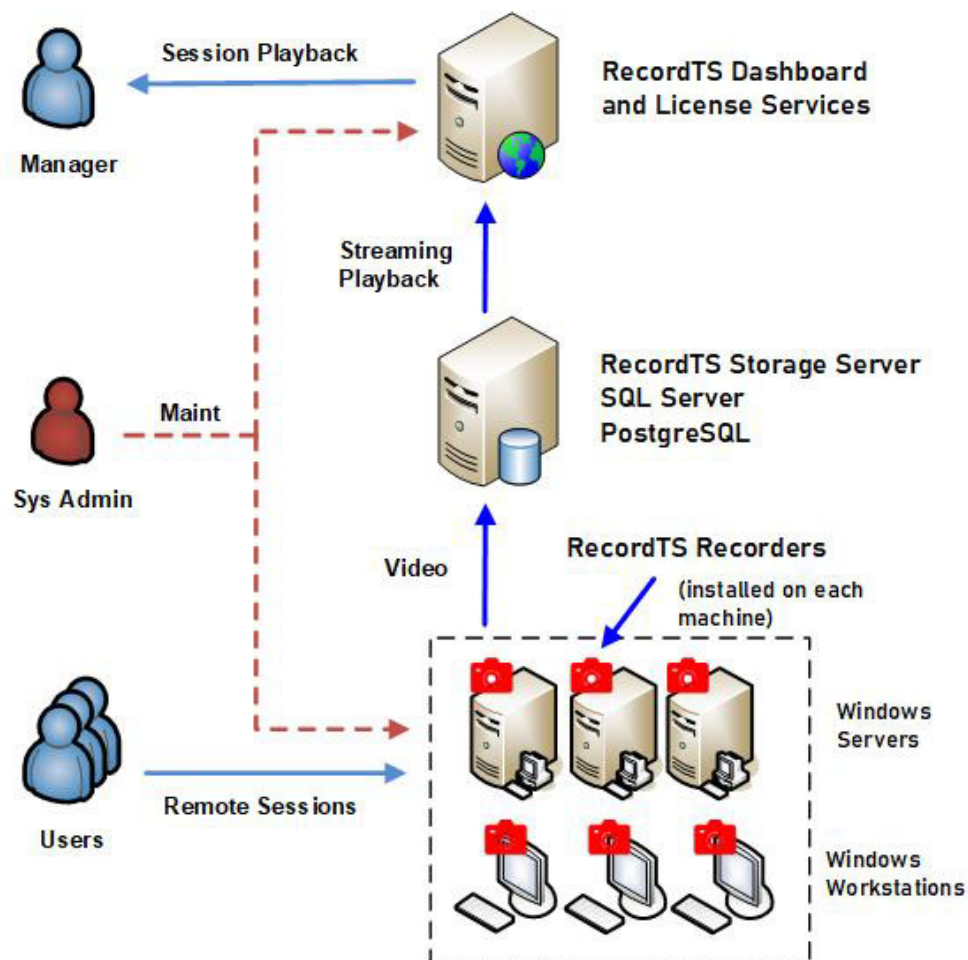 Session Playback
RecordTS Dashboard
and License Services
Manager
Streaming
Playback
RecordTS Storage Server
SQL Server
PostgreSQL
Maint
Sys Admin
RecordTS Recorders
Video
(installed on each
machine)
Windows
Servers
Remote Sessions
Users
Windows
Workstations